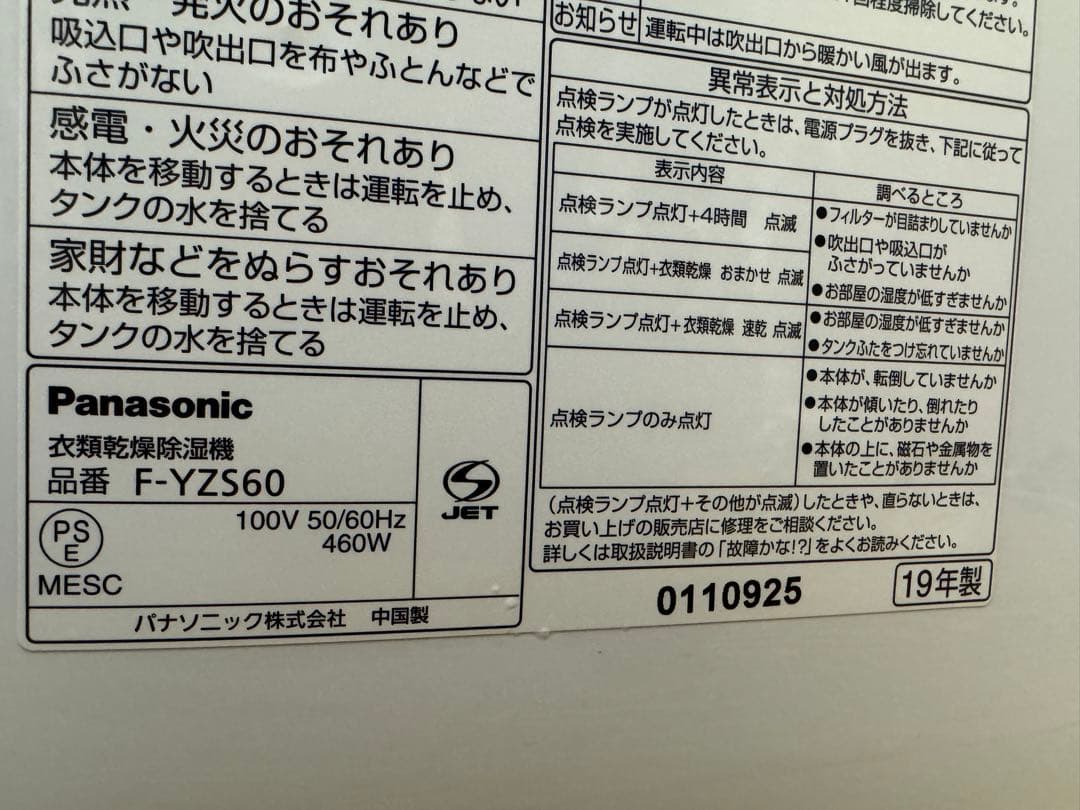 発火のおそれあり
吸込口や吹出口を布やふとんなどで
ふさがない
感電・火災のおそれあり
本体を移動するときは運転を止め、
タンクの水を捨てる
家財などをぬらすおそれあり
本体を移動するときは運転を止め、
タンクの水を捨てる
Panasonic
衣類乾燥除湿機
品番 F-YZS60
PS
E
MESC
100V 50/60Hz
460W
JET
パナソニック株式会社 中国製
回程度掃除してください。
お知らせ 運転中は吹出口から暖かい風が出ます。
異常表示と対処方法
点検ランプが点灯したときは、電源プラグを抜き、下記に従って
点検を実施してください。
表示内容 調べるところ
点検ランプ点灯+4時間 点滅
点検ランプ点灯+衣類乾燥 おまかせ 点滅
●フィルターが目詰まりしていませんか
●吹出口や吸込口が
ふさがっていませんか
●お部屋の湿度が低すぎませんか
点検ランプ点灯+衣類乾燥 速乾 点滅
●お部屋の湿度が低すぎませんか
●タンクふたをつけ忘れていませんか
点検ランプのみ点灯
●本体が、転倒していませんか
●本体が傾いたり、倒れたり
したことがありませんか
●本体の上に、磁石や金属物を
置いたことがありませんか
(点検ランプ点灯+その他が点滅)したときや、直らないときは、
お買い上げの販売店に修理をご相談ください。
詳しくは取扱説明書の「故障かな!?」をよくお読みください。
0110925
19年製